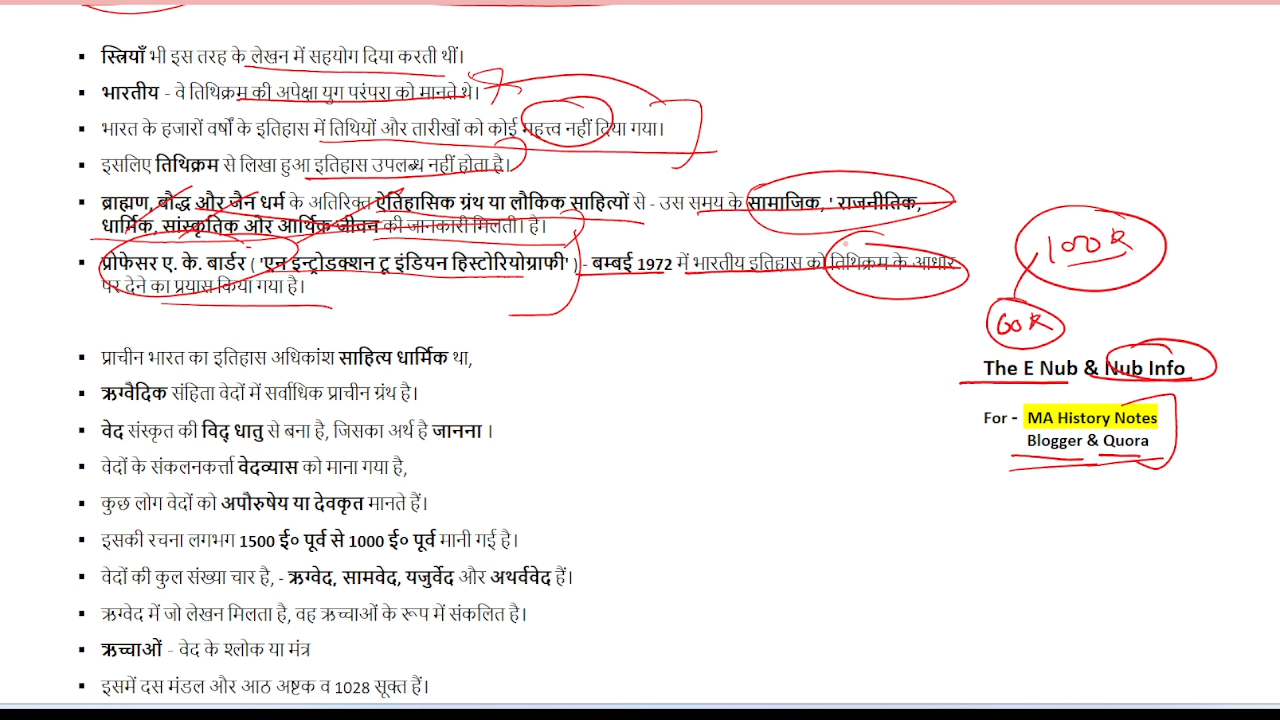 ▪ स्त्रियाँ भी इस तरह के लेखन में सहयोग दिया करती थीं।
▪ भारतीय - वे तिथिक्रम की अपेक्षा युग परंपरा को मानते थे।
▪ भारत के हजारों वर्षों के इतिहास में तिथियों और तारीखों को कोई महत्त्व नहीं दिया गया।
▪ इसलिए तिथिक्रम से लिखा हुआ इतिहास उपलब्ध नहीं होता है।
▪ ब्राह्मण, बौद्ध और जैन धर्म के अतिरिक्त ऐतिहासिक ग्रंथ या लौकिक साहित्यों से - उस समय के सामाजिक, ' राजनीतिक,
धार्मिक, सांस्कृतिक और आर्थिक जीवन की जानकारी मिलती। है।
▪ प्रोफेसर ए. के. बार्डर ( 'एन इन्ट्रोडक्शन टू इंडियन हिस्टोरियोग्राफी' ) - बम्बई 1972 में भारतीय इतिहास को तिथिक्रम के आधार
पर देने का प्रयास किया गया है।
▪ प्राचीन भारत का इतिहास अधिकांश साहित्य धार्मिक था,
▪ ऋग्वैदिक संहिता वेदों में सर्वाधिक प्राचीन ग्रंथ है।
▪ वेद संस्कृत की विद् धातु से बना है, जिसका अर्थ है जानना ।
▪ वेदों के संकलनकर्त्ता वेदव्यास को माना गया है,
▪ कुछ लोग वेदों को अपौरुषेय या देवकृत मानते हैं।
▪ इसकी रचना लगभग 1500 ई० पूर्व से 1000 ई० पूर्व मानी गई है।
▪ वेदों की कुल संख्या चार है, - ऋग्वेद, सामवेद, यजुर्वेद और अथर्ववेद हैं।
▪ ऋग्वेद में जो लेखन मिलता है, वह ऋच्चाओं के रूप में संकलित है।
▪ ऋच्चाओं - वेद के श्लोक या मंत्र
▪ इसमें दस मंडल और आठ अष्टक व 1028 सूक्त हैं।
100 R
60 R
The E Nub & Nub Info
For - MA History Notes
Blogger & Quora